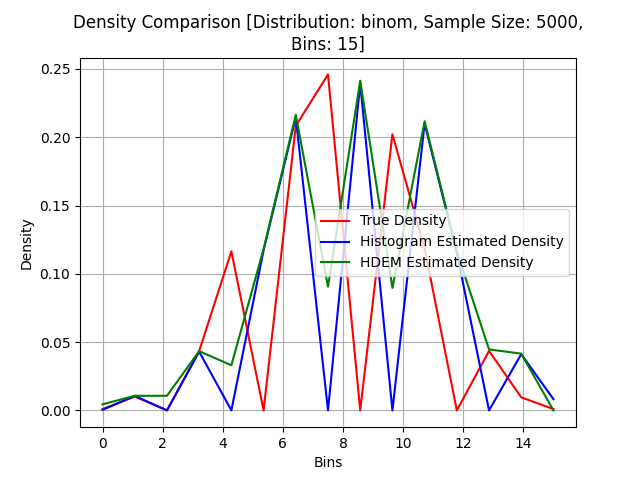 Density Comparison [Distribution: binom, Sample Size: 5000,
Bins: 15]
0.25
0.20
0.15
0.10
0.05
0.00
Density
True Density
Histogram Estimated Density
HDEM Estimated Density
0 2 4 6 8 10 12 14
Bins